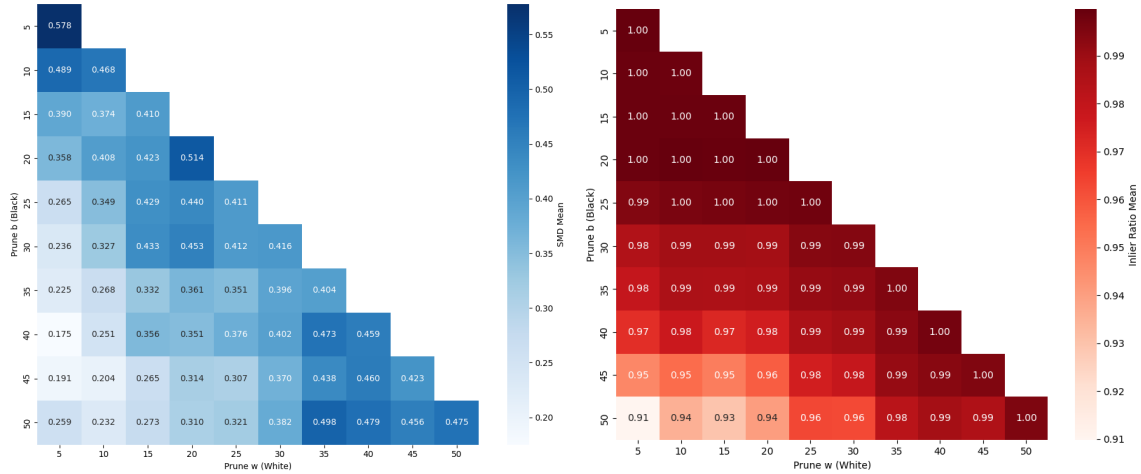 5 0.578
10 0.489 0.468
15 0.390 0.374 0.410
20 0.358 0.408 0.423 0.514
25 0.265 0.349 0.429 0.440 0.411
30 0.236 0.327 0.433 0.453 0.412 0.416
35 0.225 0.268 0.332 0.361 0.351 0.396 0.404
40 0.175 0.251 0.356 0.351 0.376 0.402 0.473 0.459
45 0.191 0.204 0.265 0.314 0.307 0.370 0.438 0.460 0.423
50 0.259 0.232 0.273 0.310 0.321 0.382 0.498 0.479 0.456 0.475
5 10 15 20 25 30 35 40 45 50
Prune w (White)
Prune b (Black)
0.55
0.50
0.45
0.40
0.35
0.30
0.25
0.20
SMD Mean
5 1.00
10 1.00 1.00
15 1.00 1.00 1.00
20 1.00 1.00 1.00 1.00
25 0.99 1.00 1.00 1.00 1.00
30 0.98 0.99 0.99 0.99 0.99 0.99
35 0.98 0.99 0.99 0.99 0.99 0.99 1.00
40 0.97 0.98 0.97 0.98 0.99 0.99 0.99 1.00
45 0.95 0.95 0.95 0.96 0.98 0.98 0.99 0.99 1.00
50 0.91 0.94 0.93 0.94 0.96 0.96 0.98 0.99 0.99 1.00
5 10 15 20 25 30 35 40 45 50
Prune w (White)
Prune b (Black)
0.99
0.98
0.97
0.96
0.95
0.94
0.93
0.92
0.91
Inlier Ratio Mean